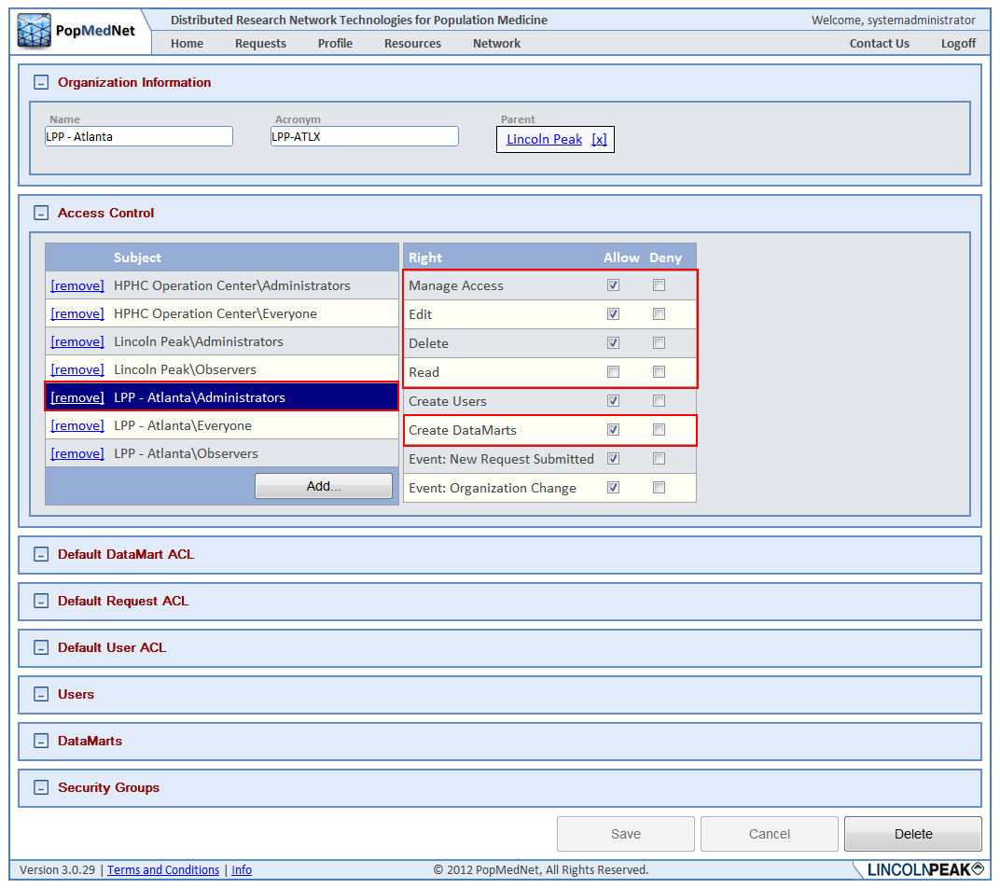 PopMedNet
Distributed Research Network Technologies for Population Medicine
Welcome, systemadministrator
Home Requests Profile Resources Network Contact Us Logoff
Organization Information
Name Acronym Parent
LPP - Atlanta LPP-ATLX Lincoln Peak [x]
Access Control
Subject Right Allow Deny
[remove] HPHC Operation Center\Administrators Manage Access
[remove] HPHC Operation Center\Everyone Edit
[remove] Lincoln Peak\Administrators Delete
[remove] Lincoln Peak\Observers Read
[remove] LPP - Atlanta\Administrators Create Users
[remove] LPP - Atlanta\Everyone Create DataMarts
[remove] LPP - Atlanta\Observers Event: New Request Submitted
Add... Event: Organization Change
Default DataMart ACL
Default Request ACL
Default User ACL
Users
DataMarts
Security Groups
Save Cancel Delete
Version 3.0.29 | Terms and Conditions | Info © 2012 PopMedNet, All Rights Reserved. LINCOLNPEAK